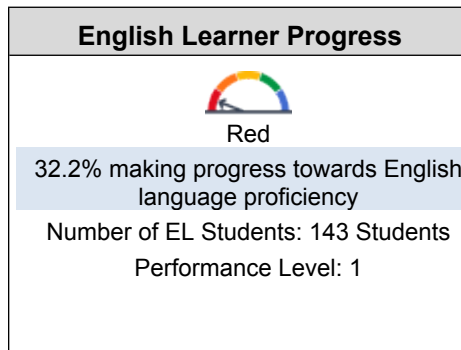 English Learner Progress
Red
32.2% making progress towards English
language proficiency
Number of EL Students: 143 Students
Performance Level: 1